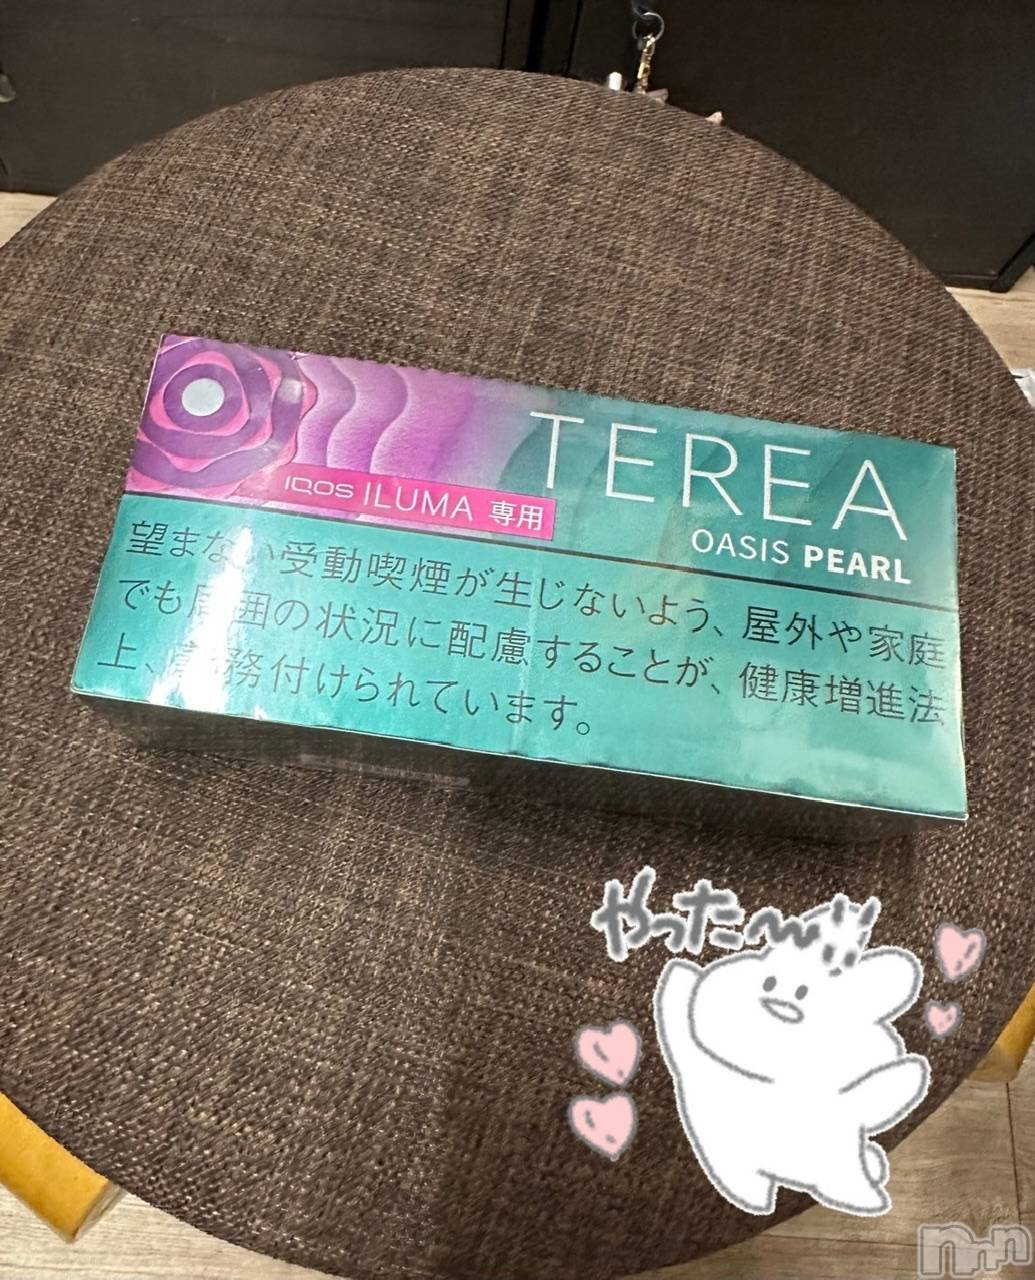 TEREA
IQOS ILUMA 専用
OASIS PEARL
望まない受動喫煙が生じないよう、屋外や家庭
でも周囲の状況に配慮することが、健康増進法
上、義務付けられています。
やった〜!!